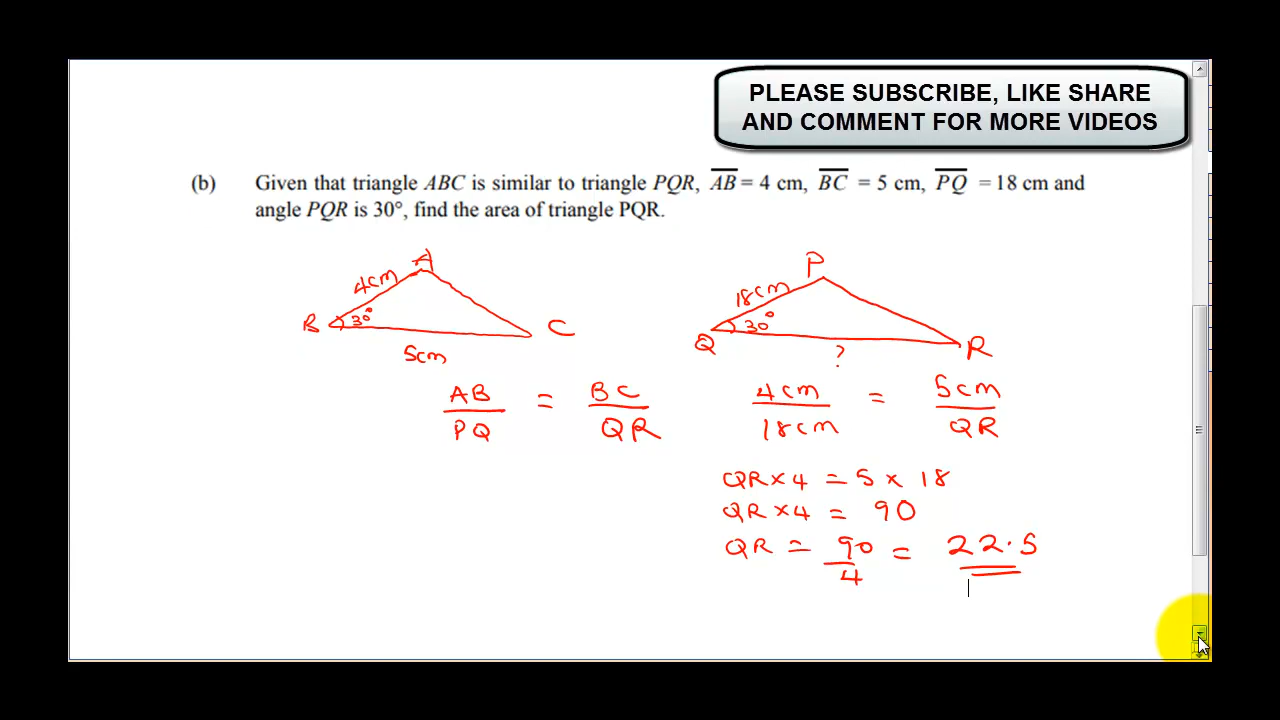 PLEASE SUBSCRIBE, LIKE SHARE
AND COMMENT FOR MORE VIDEOS
(b) Given that triangle ABC is similar to triangle PQR, A̅B̅ = 4 cm, B̅C̅ = 5 cm, P̅Q̅ = 18 cm and
angle PQR is 30°, find the area of triangle PQR.
A
4cm
B 30° C
5cm
P
18cm
Q 30° R
?
AB/PQ = BC/QR
4cm/18cm = 5cm/QR
QR×4 = 5 × 18
QR×4 = 90
QR = 90/4 = 22.5